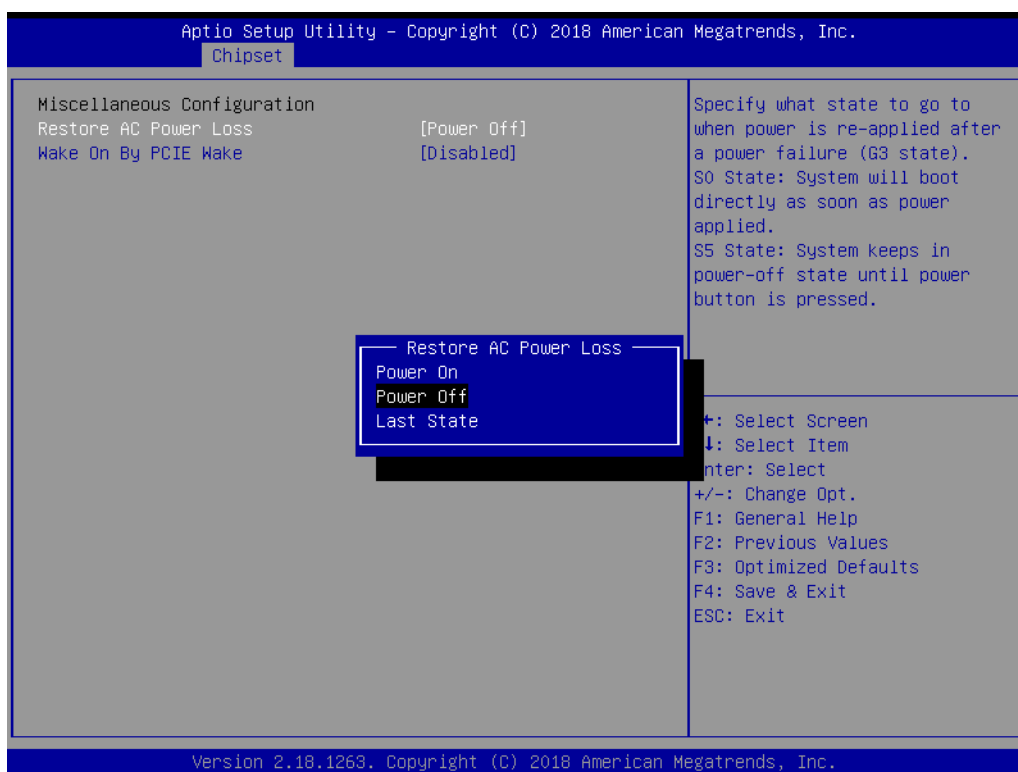 Aptio Setup Utility – Copyright (C) 2018 American Megatrends, Inc.
Chipset
Miscellaneous Configuration
Restore AC Power Loss [Power Off]
Wake On By PCIE Wake [Disabled]
Specify what state to go to
when power is re-applied after
a power failure (G3 state).
S0 State: System will boot
directly as soon as power
applied.
S5 State: System keeps in
power-off state until power
button is pressed.
Restore AC Power Loss
Power On
Power Off
Last State
: Select Screen
: Select Item
nter: Select
+/-: Change Opt.
F1: General Help
F2: Previous Values
F3: Optimized Defaults
F4: Save & Exit
ESC: Exit
Version 2.18.1263. Copyright (C) 2018 American Megatrends, Inc.